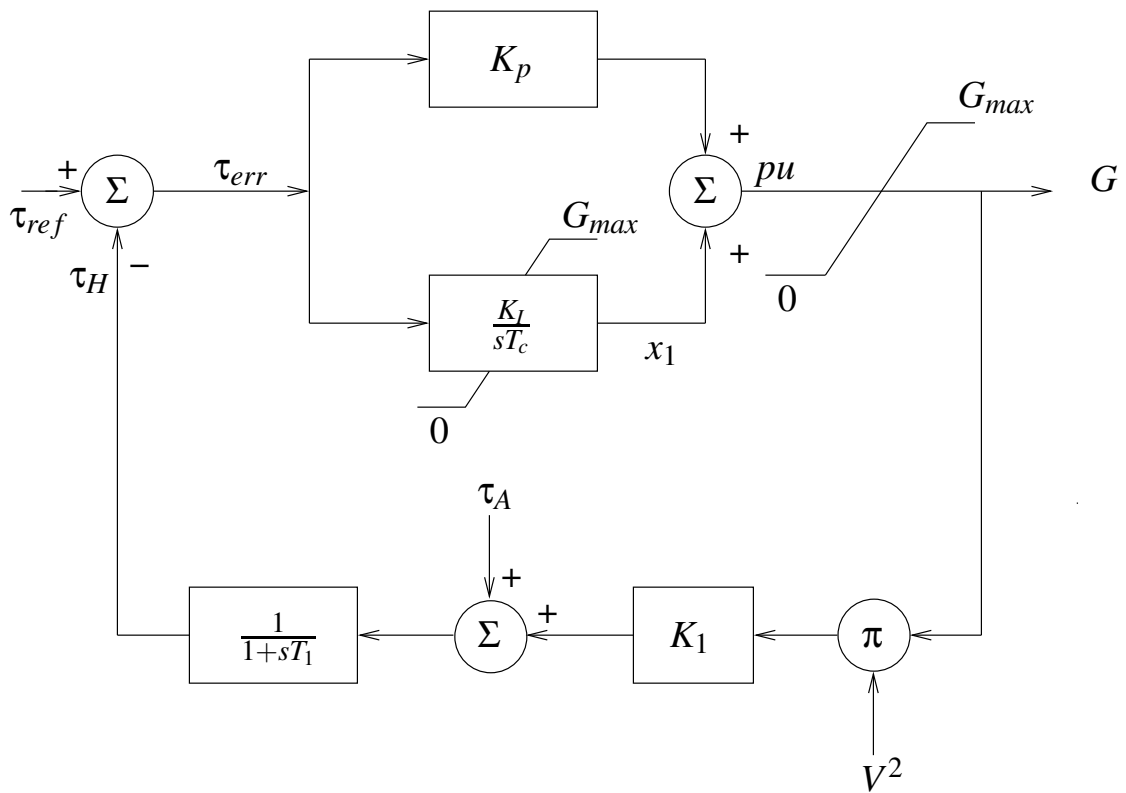 K_p
G_max
+
+
Σ
τ_err
Σ
pu
G
τ_ref
G_max
+
τ_H
−
0
K_I/sT_c
x_1
0
τ_A
+
+
1/1+sT_1
Σ
K_1
π
V^2